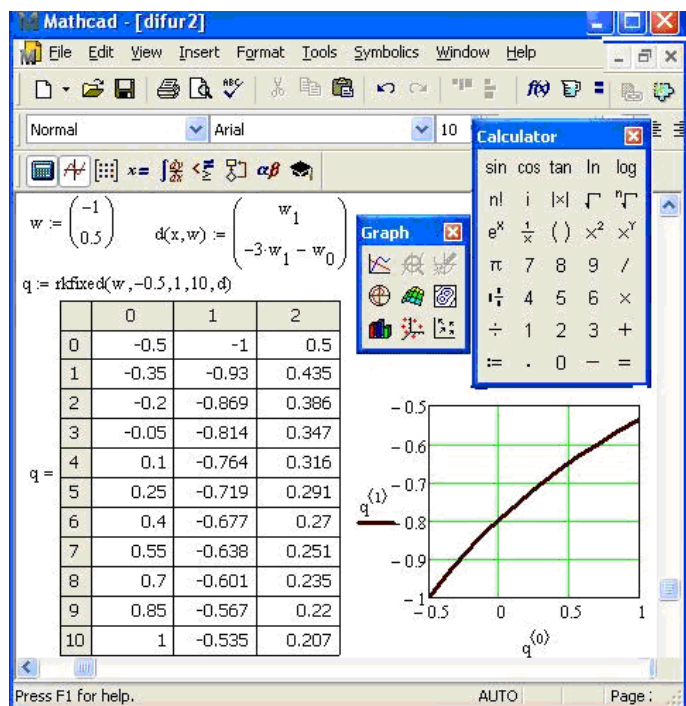 Mathcad - [difur2]
File Edit View Insert Format Tools Symbolics Window Help
Normal Arial 10
Calculator
sin cos tan ln log
n! i |×| √ ⁿ√
eˣ 1/x ( ) ×² ×ʸ
π 7 8 9 /
1 1/1 4 5 6 ×
÷ 1 2 3 +
:= . 0 − =
Graph
w := (−1 0.5) d(x,w) := (w₁ −3·w₁ − w₀)
q := rkfixed(w,−0.5,1,10,d)
0 1 2
0 -0.5 -1 0.5
1 -0.35 -0.93 0.435
2 -0.2 -0.869 0.386
3 -0.05 -0.814 0.347
q = 4 0.1 -0.764 0.316
5 0.25 -0.719 0.291
6 0.4 -0.677 0.27
7 0.55 -0.638 0.251
8 0.7 -0.601 0.235
9 0.85 -0.567 0.22
10 1 -0.535 0.207
−0.5
−0.6
−0.7
q⟨1⟩
−0.8
−0.9
−1
−0.5 0 0.5 1
q⟨0⟩
Press F1 for help. AUTO Page: